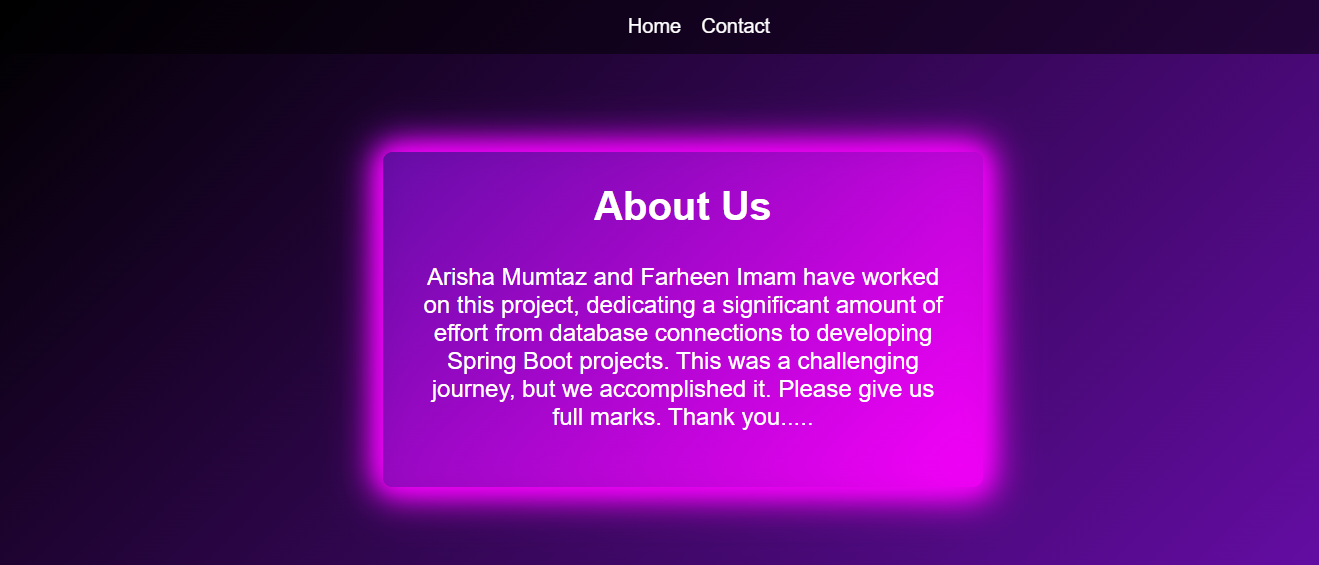 Home Contact
About Us
Arisha Mumtaz and Farheen Imam have worked
on this project, dedicating a significant amount of
effort from database connections to developing
Spring Boot projects. This was a challenging
journey, but we accomplished it. Please give us
full marks. Thank you.....